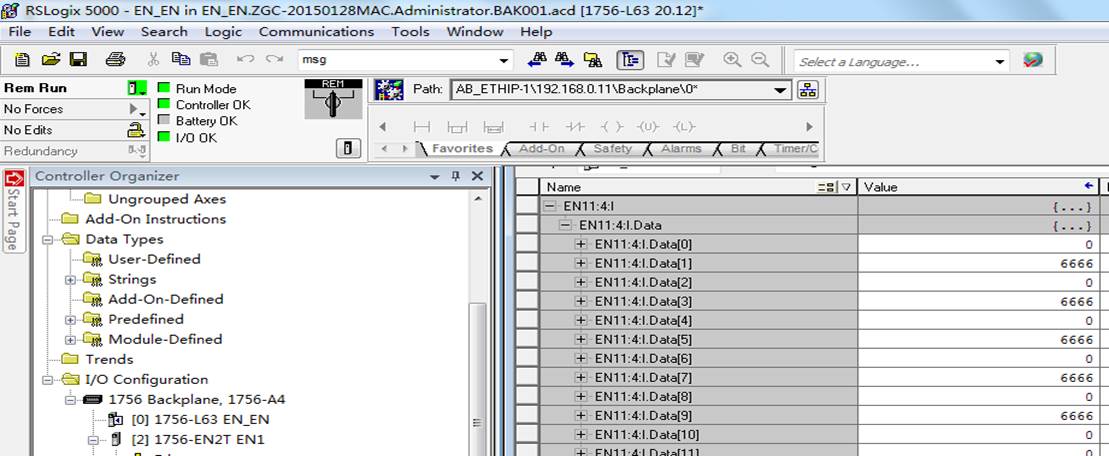 RSLogix 5000 - EN_EN in EN_EN.ZGC-20150128MAC.Administrator.BAK001.acd [1756-L63 20.12]*
File Edit View Search Logic Communications Tools Window Help
msg
Select a Language...
Rem Run
Run Mode
REM
Path: AB_ETHIP-1\192.168.0.11\Backplane\0*
No Forces
Controller OK
Battery OK
No Edits
I/O OK
Redundancy
Favorites Add-On Safety Alarms Bit Timer/C
Start Page
Controller Organizer
Ungrouped Axes
Add-On Instructions
Data Types
User-Defined
Strings
Add-On-Defined
Predefined
Module-Defined
Trends
I/O Configuration
1756 Backplane, 1756-A4
[0] 1756-L63 EN_EN
[2] 1756-EN2T EN1
Name Value
EN11:4:I {...}
EN11:4:I.Data {...}
EN11:4:I.Data[0] 0
EN11:4:I.Data[1] 6666
EN11:4:I.Data[2] 0
EN11:4:I.Data[3] 6666
EN11:4:I.Data[4] 0
EN11:4:I.Data[5] 6666
EN11:4:I.Data[6] 0
EN11:4:I.Data[7] 6666
EN11:4:I.Data[8] 0
EN11:4:I.Data[9] 6666
EN11:4:I.Data[10] 0
EN11:4:I.Data[11]